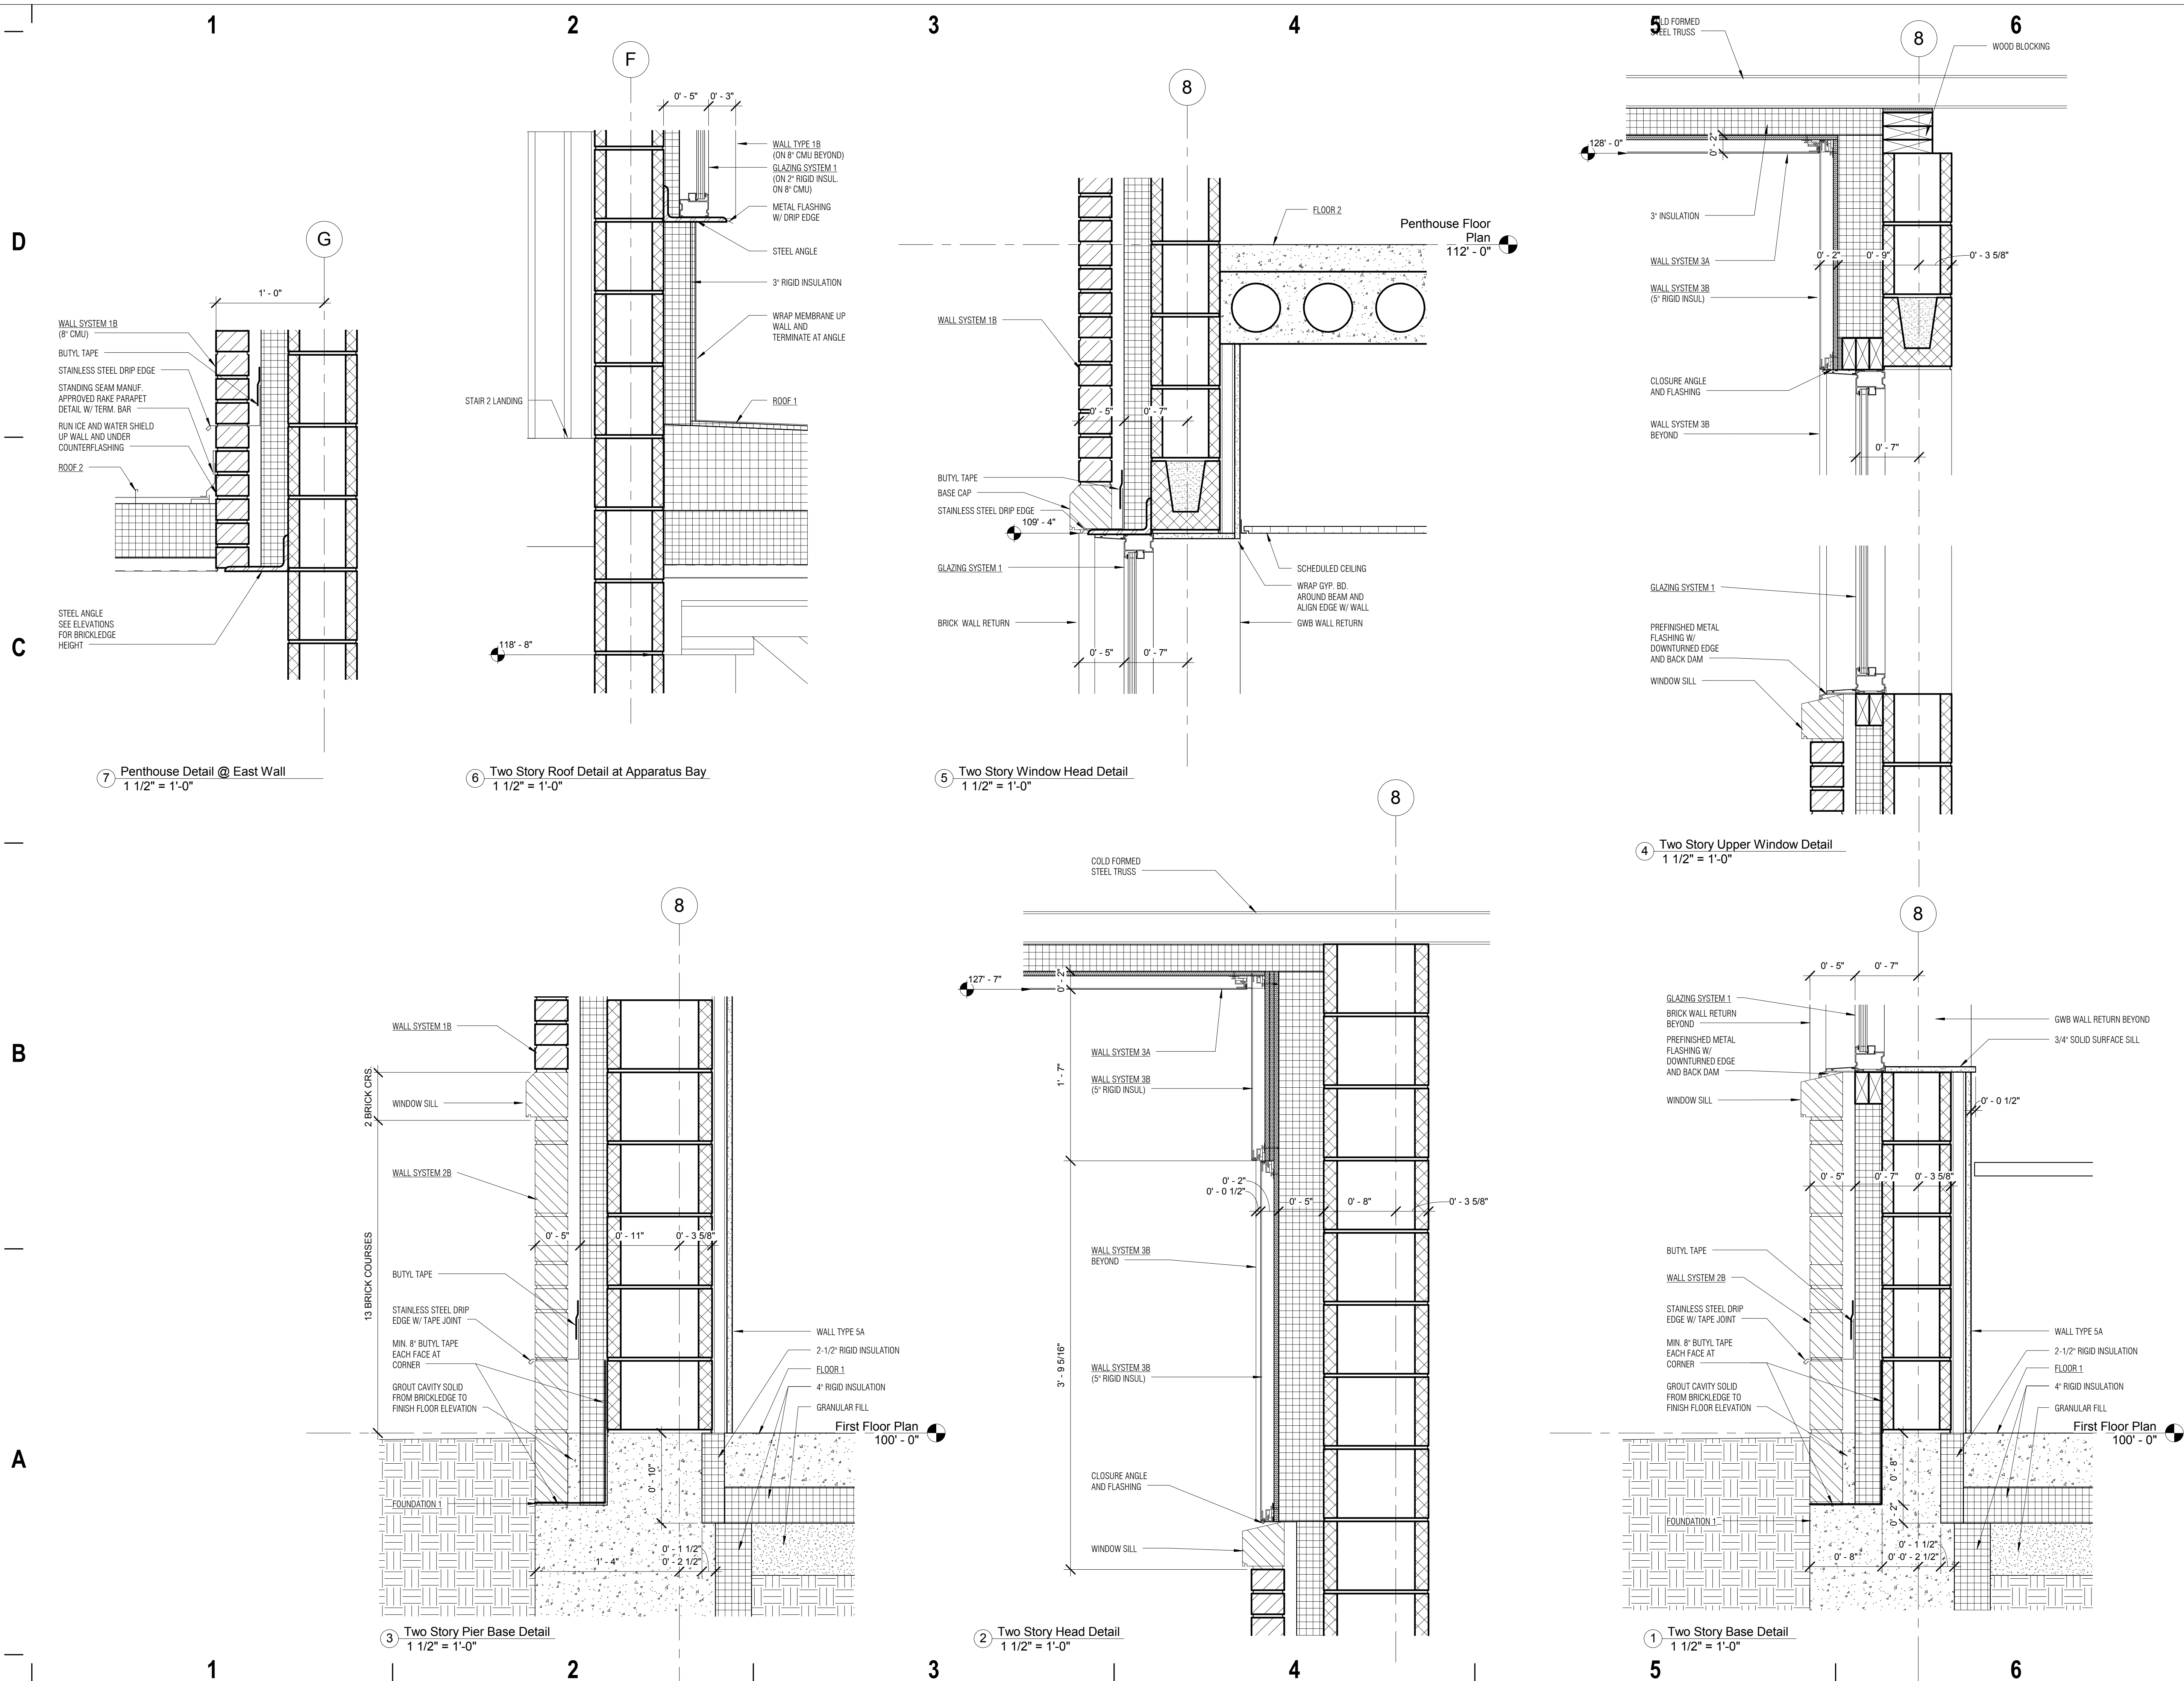 1
2
3
4
5
6
D
C
B
A
G
1' - 0"
WALL SYSTEM 1B
(8" CMU)
BUTYL TAPE
STAINLESS STEEL DRIP EDGE
STANDING SEAM MANUF.
APPROVED RAKE PARAPET
DETAIL W/ TERM. BAR
RUN ICE AND WATER SHIELD
UP WALL AND UNDER
COUNTERFLASHING
ROOF 2
STEEL ANGLE
SEE ELEVATIONS
FOR BRICKLEDGE
HEIGHT
7 Penthouse Detail @ East Wall
1 1/2" = 1'-0"
F
0' - 5"
0' - 3"
WALL TYPE 1B
(ON 8" CMU BEYOND)
GLAZING SYSTEM 1
(ON 2" RIGID INSUL.
ON 8" CMU)
METAL FLASHING
W/ DRIP EDGE
STEEL ANGLE
3" RIGID INSULATION
WRAP MEMBRANE UP
WALL AND
TERMINATE AT ANGLE
STAIR 2 LANDING
ROOF 1
118' - 8"
6 Two Story Roof Detail at Apparatus Bay
1 1/2" = 1'-0"
8
FLOOR 2
Penthouse Floor
Plan
112' - 0"
WALL SYSTEM 1B
0' - 5"
0' - 7"
BUTYL TAPE
BASE CAP
STAINLESS STEEL DRIP EDGE
109' - 4"
GLAZING SYSTEM 1
SCHEDULED CEILING
WRAP GYP. BD.
AROUND BEAM AND
ALIGN EDGE W/ WALL
BRICK WALL RETURN
GWB WALL RETURN
0' - 5"
0' - 7"
5 Two Story Window Head Detail
1 1/2" = 1'-0"
COLD FORMED
STEEL TRUSS
8
WOOD BLOCKING
128' - 0"
0' - 2"
3" INSULATION
WALL SYSTEM 3A
0' - 2"
0' - 9"
0' - 3 5/8"
WALL SYSTEM 3B
(5" RIGID INSUL)
CLOSURE ANGLE
AND FLASHING
WALL SYSTEM 3B
BEYOND
0' - 7"
GLAZING SYSTEM 1
PREFINISHED METAL
FLASHING W/
DOWNTURNED EDGE
AND BACK DAM
WINDOW SILL
4 Two Story Upper Window Detail
1 1/2" = 1'-0"
8
WALL SYSTEM 1B
2 BRICK CRS.
WINDOW SILL
WALL SYSTEM 2B
13 BRICK COURSES
0' - 5"
0' - 11"
0' - 3 5/8"
BUTYL TAPE
STAINLESS STEEL DRIP
EDGE W/ TAPE JOINT
MIN. 8" BUTYL TAPE
EACH FACE AT
CORNER
GROUT CAVITY SOLID
FROM BRICKLEDGE TO
FINISH FLOOR ELEVATION
WALL TYPE 5A
2-1/2" RIGID INSULATION
FLOOR 1
4" RIGID INSULATION
GRANULAR FILL
First Floor Plan
100' - 0"
0' - 10"
FOUNDATION 1
0' - 1 1/2"
1' - 4"
0' - 2 1/2"
3 Two Story Pier Base Detail
1 1/2" = 1'-0"
8
COLD FORMED
STEEL TRUSS
127' - 7"
0' - 2"
WALL SYSTEM 3A
WALL SYSTEM 3B
(5" RIGID INSUL)
1' - 7"
0' - 2"
0' - 0 1/2"
0' - 5"
0' - 8"
0' - 3 5/8"
WALL SYSTEM 3B
BEYOND
WALL SYSTEM 3B
(5" RIGID INSUL)
3' - 9 5/16"
CLOSURE ANGLE
AND FLASHING
WINDOW SILL
2 Two Story Head Detail
1 1/2" = 1'-0"
8
0' - 5"
0' - 7"
GLAZING SYSTEM 1
BRICK WALL RETURN
BEYOND
PREFINISHED METAL
FLASHING W/
DOWNTURNED EDGE
AND BACK DAM
WINDOW SILL
GWB WALL RETURN BEYOND
3/4" SOLID SURFACE SILL
0' - 0 1/2"
0' - 5"
0' - 7"
0' - 3 5/8"
BUTYL TAPE
WALL SYSTEM 2B
STAINLESS STEEL DRIP
EDGE W/ TAPE JOINT
MIN. 8" BUTYL TAPE
EACH FACE AT
CORNER
GROUT CAVITY SOLID
FROM BRICKLEDGE TO
FINISH FLOOR ELEVATION
WALL TYPE 5A
2-1/2" RIGID INSULATION
FLOOR 1
4" RIGID INSULATION
GRANULAR FILL
First Floor Plan
100' - 0"
0' - 8"
0' - 2"
FOUNDATION 1
0' - 1 1/2"
0' - 8"
0' - 2 1/2"
1 Two Story Base Detail
1 1/2" = 1'-0"
1
2
3
4
5
6